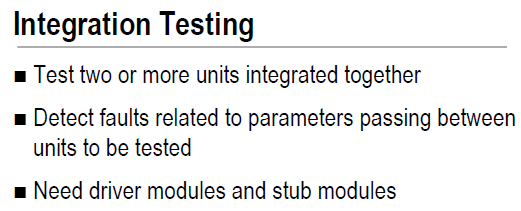 Integration Testing
■ Test two or more units integrated together
■ Detect faults related to parameters passing between
units to be tested
■ Need driver modules and stub modules